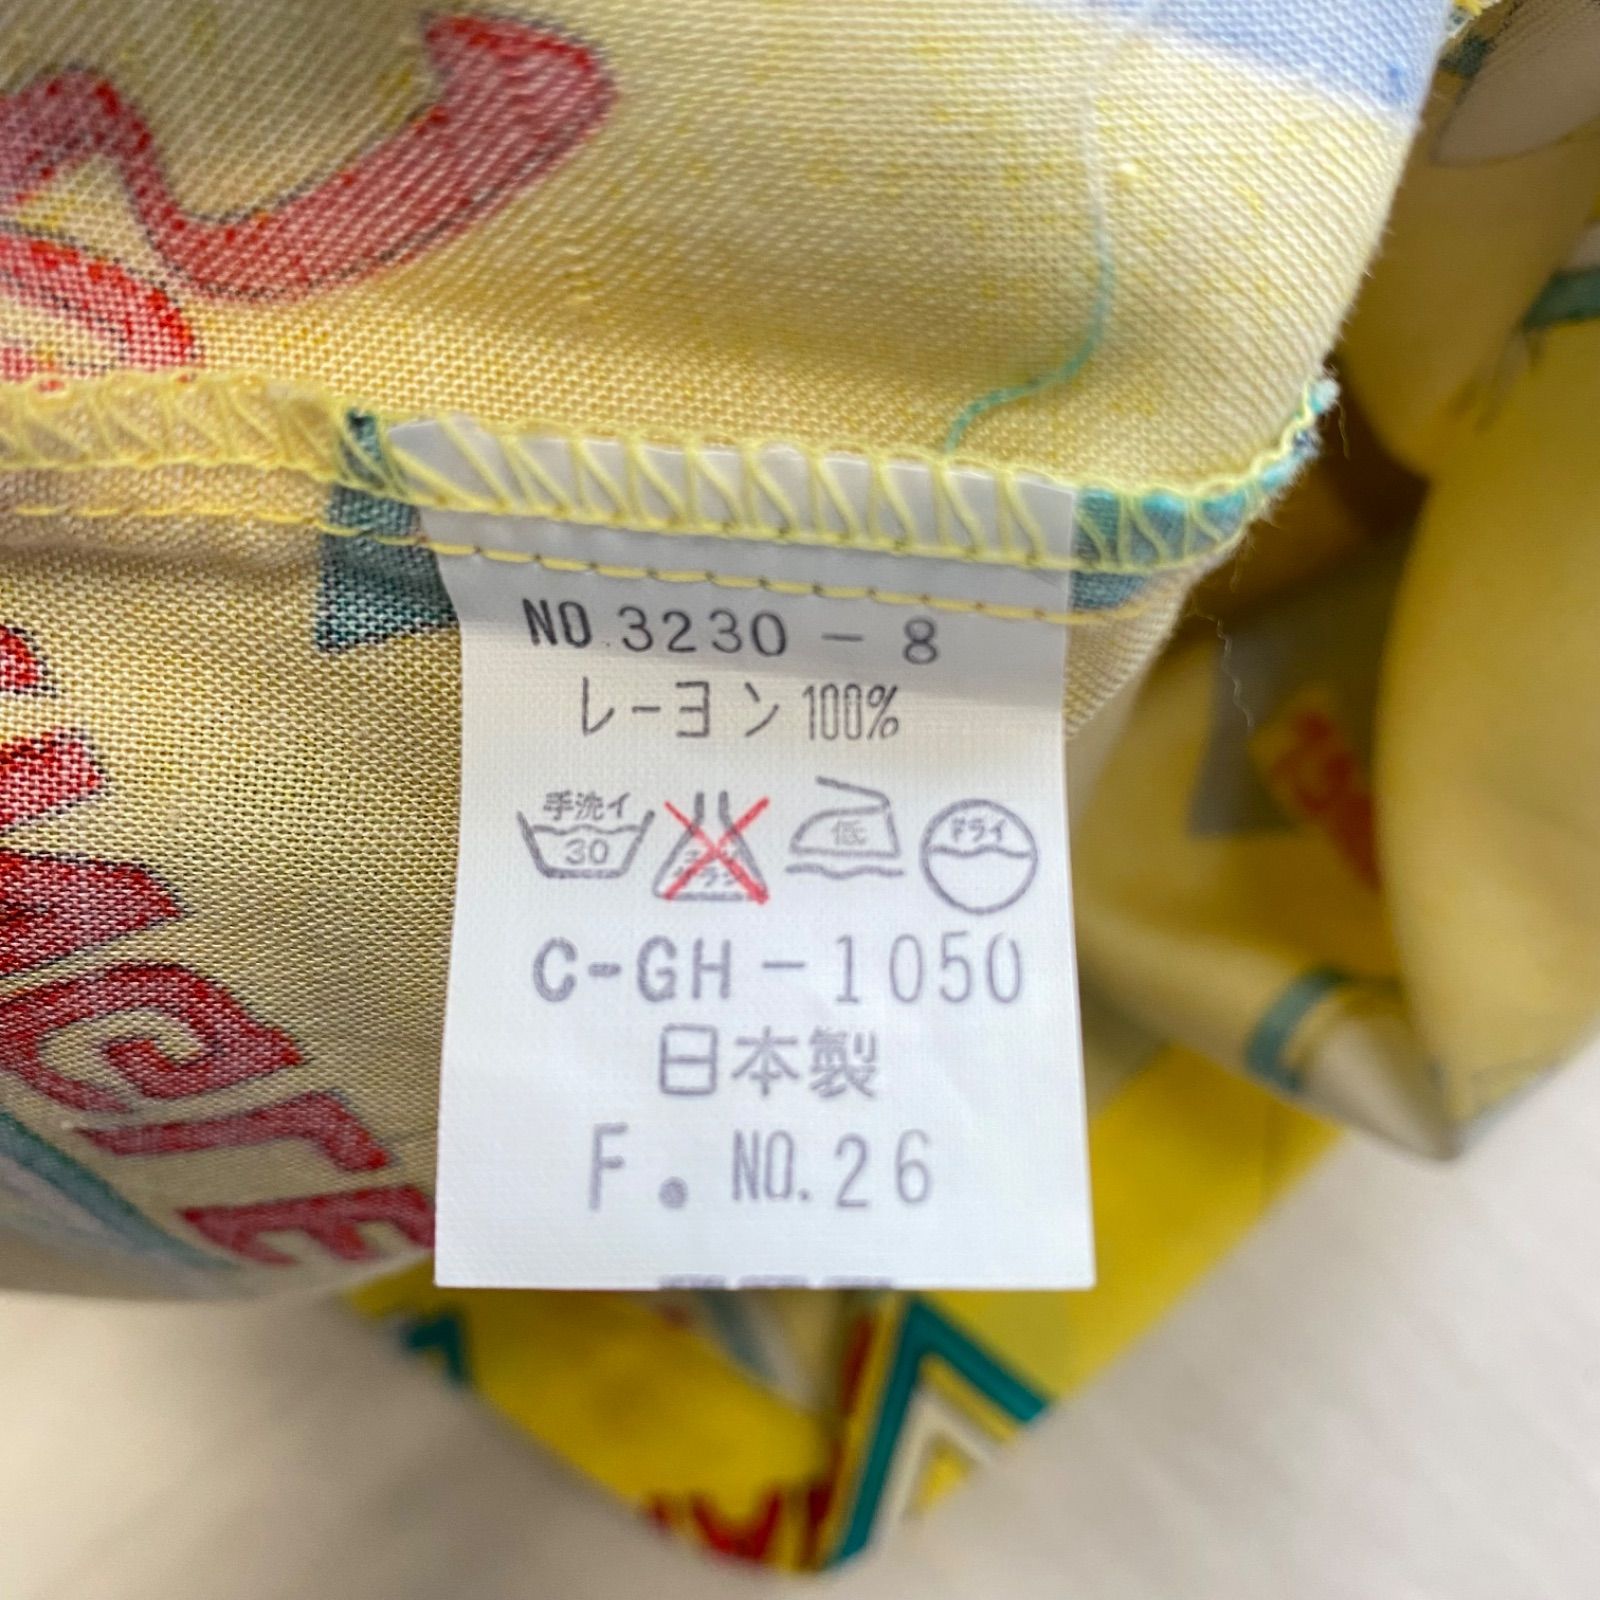 NO.3230-8
レーヨン100%
手洗イ
30
低
ドライ
C-GH-1050
日本製
F. NO.26